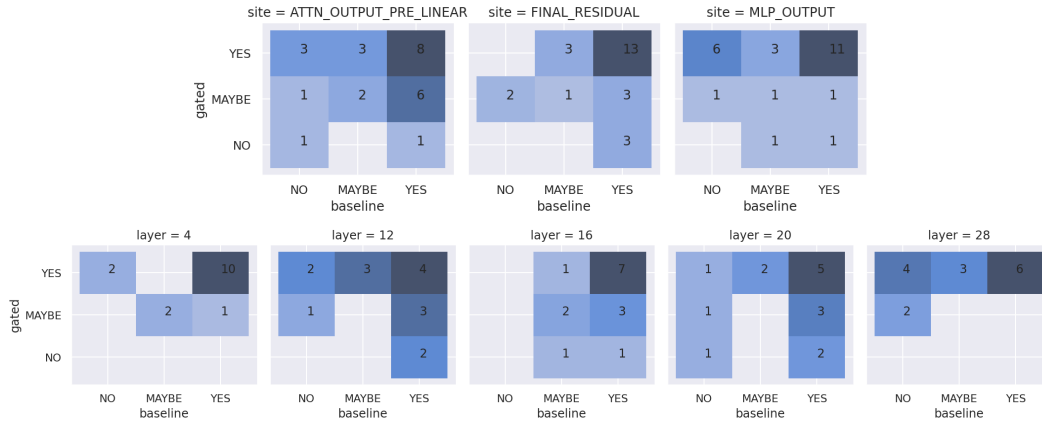 site = ATTN_OUTPUT_PRE_LINEAR site = FINAL_RESIDUAL site = MLP_OUTPUT
YES 3 3 8 3 13 6 3 11
gated
MAYBE 1 2 6 2 1 3 1 1 1
NO 1 1 3 1 1
NO MAYBE YES NO MAYBE YES NO MAYBE YES
baseline baseline baseline
layer = 4 layer = 12 layer = 16 layer = 20 layer = 28
YES 2 10 2 3 4 1 7 1 2 5 4 3 6
gated
MAYBE 2 1 1 3 2 3 1 3 2
NO 2 1 1 1 2
NO MAYBE YES NO MAYBE YES NO MAYBE YES NO MAYBE YES NO MAYBE YES
baseline baseline baseline baseline baseline